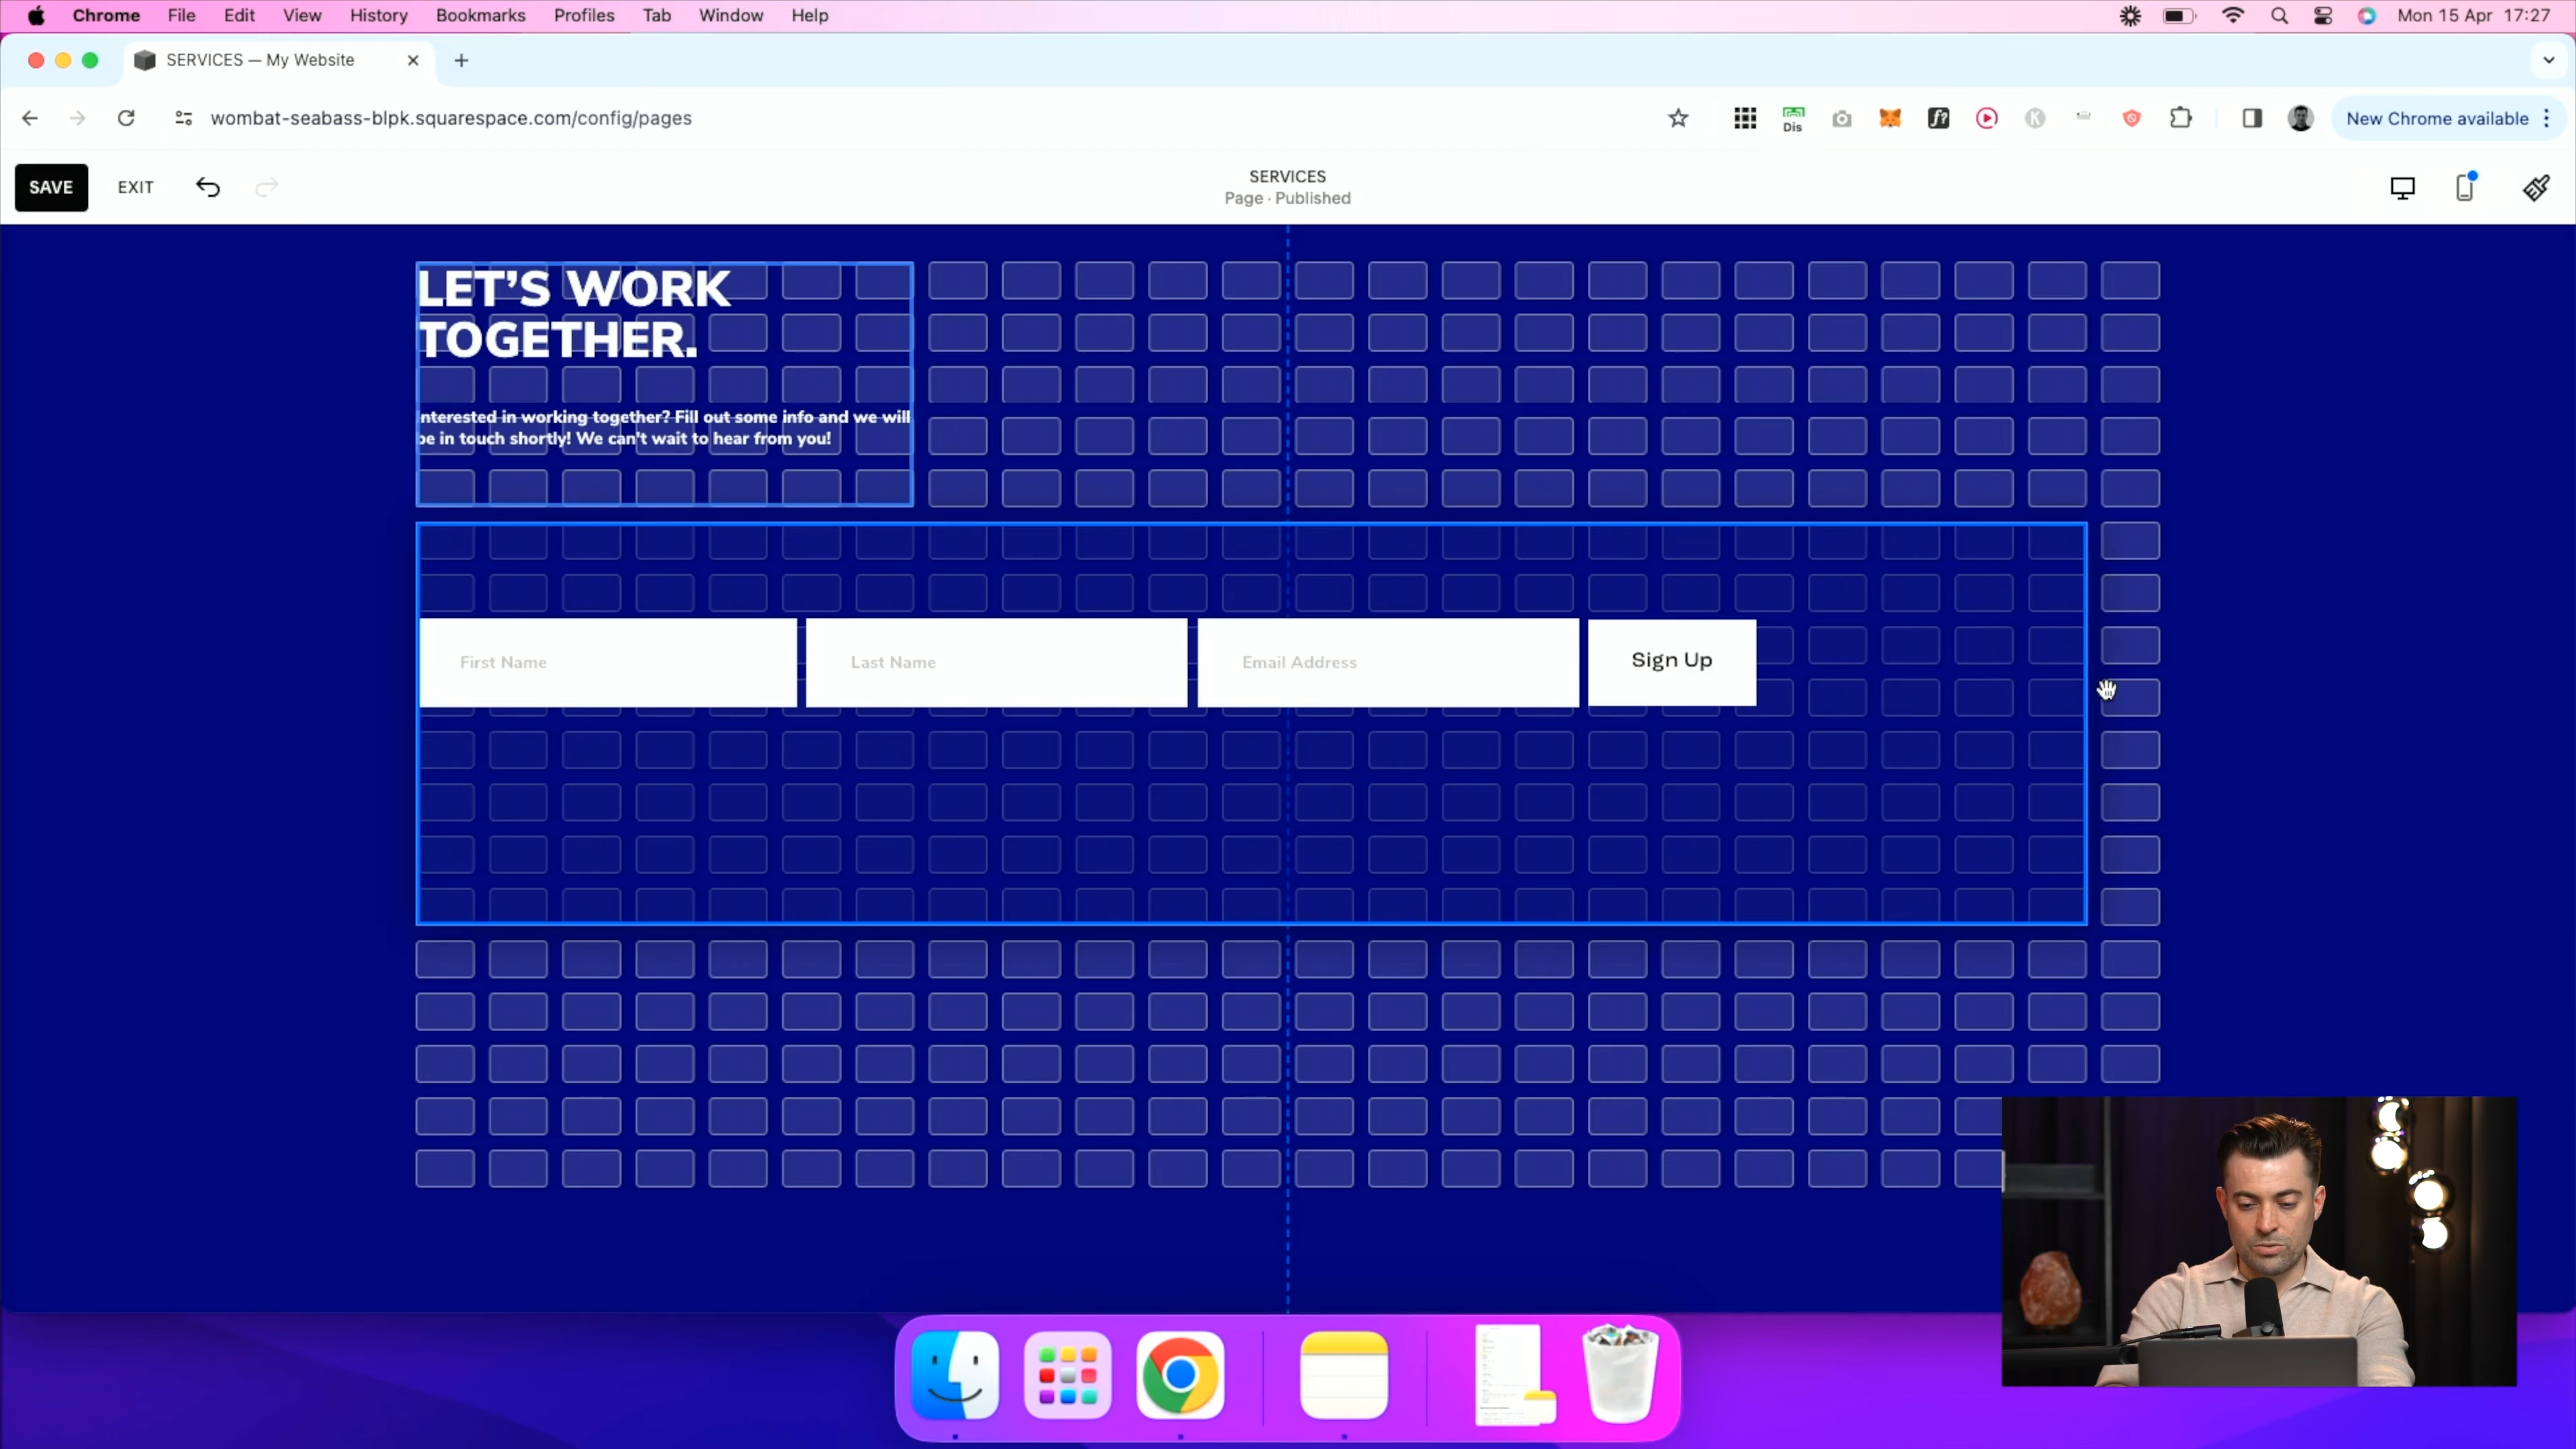 Chrome File Edit View History Bookmarks Profiles Tab Window Help Mon 15 Apr 17:27
SERVICES — My Website
wombat-seabass-blpk.squarespace.com/config/pages
Dis
f?
K
New Chrome available
SAVE EXIT
SERVICES
Page · Published
LET'S WORK
TOGETHER.
Interested in working together? Fill out some info and we will
be in touch shortly! We can't wait to hear from you!
First Name Last Name Email Address Sign Up